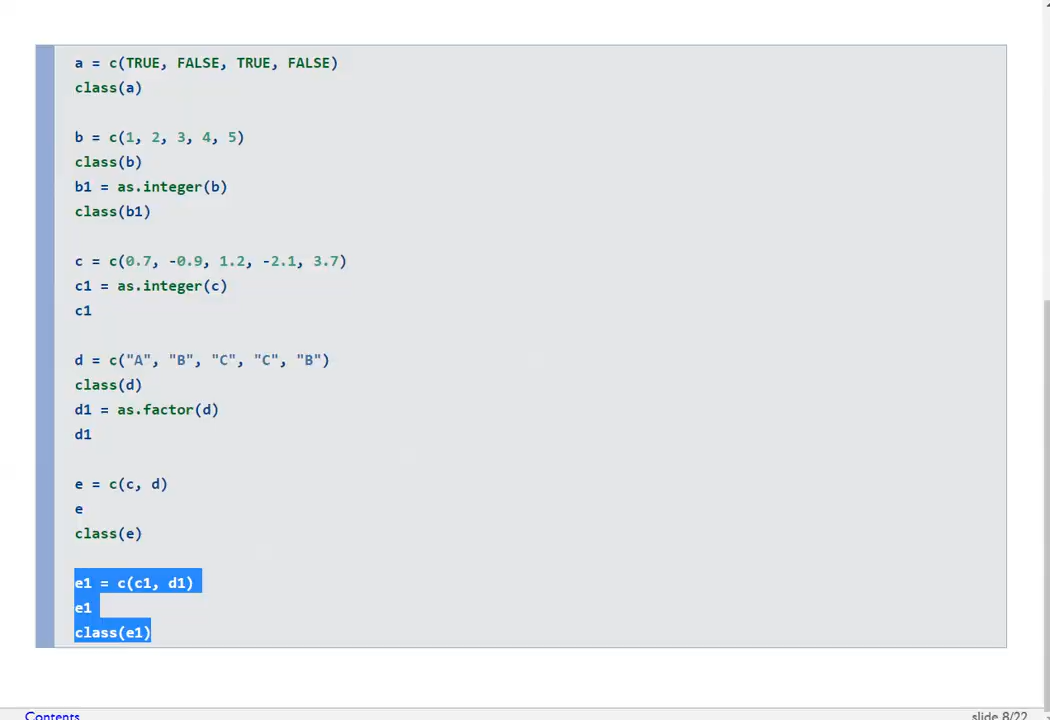 a = c(TRUE, FALSE, TRUE, FALSE)
class(a)
b = c(1, 2, 3, 4, 5)
class(b)
b1 = as.integer(b)
class(b1)
c = c(0.7, -0.9, 1.2, -2.1, 3.7)
c1 = as.integer(c)
c1
d = c("A", "B", "C", "C", "B")
class(d)
d1 = as.factor(d)
d1
e = c(c, d)
e
class(e)
e1 = c(c1, d1)
e1
class(e1)
Contents
slide 8/22